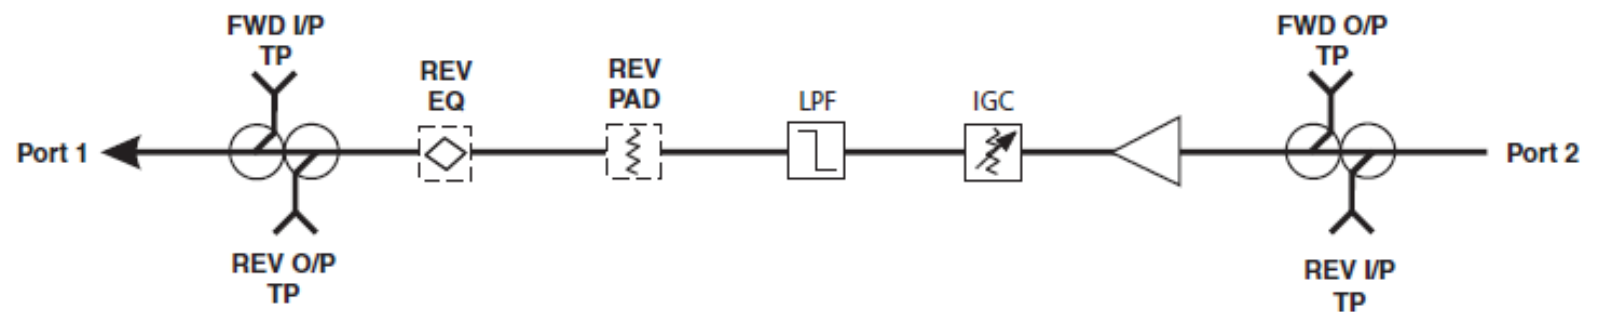 FWD I/P
TP
REV
EQ
REV
PAD
LPF
IGC
FWD O/P
TP
Port 1
Port 2
REV O/P
TP
REV I/P
TP